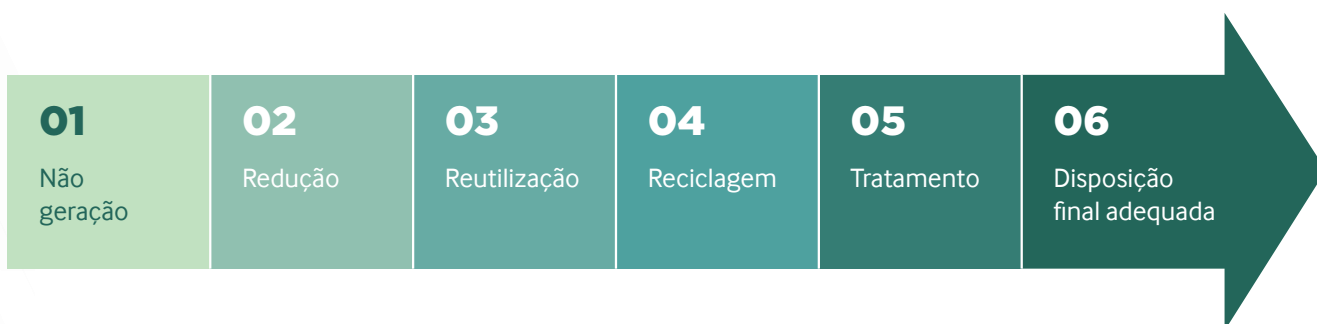 01
Não
geração
02
Redução
03
Reutilização
04
Reciclagem
05
Tratamento
06
Disposição
final adequada